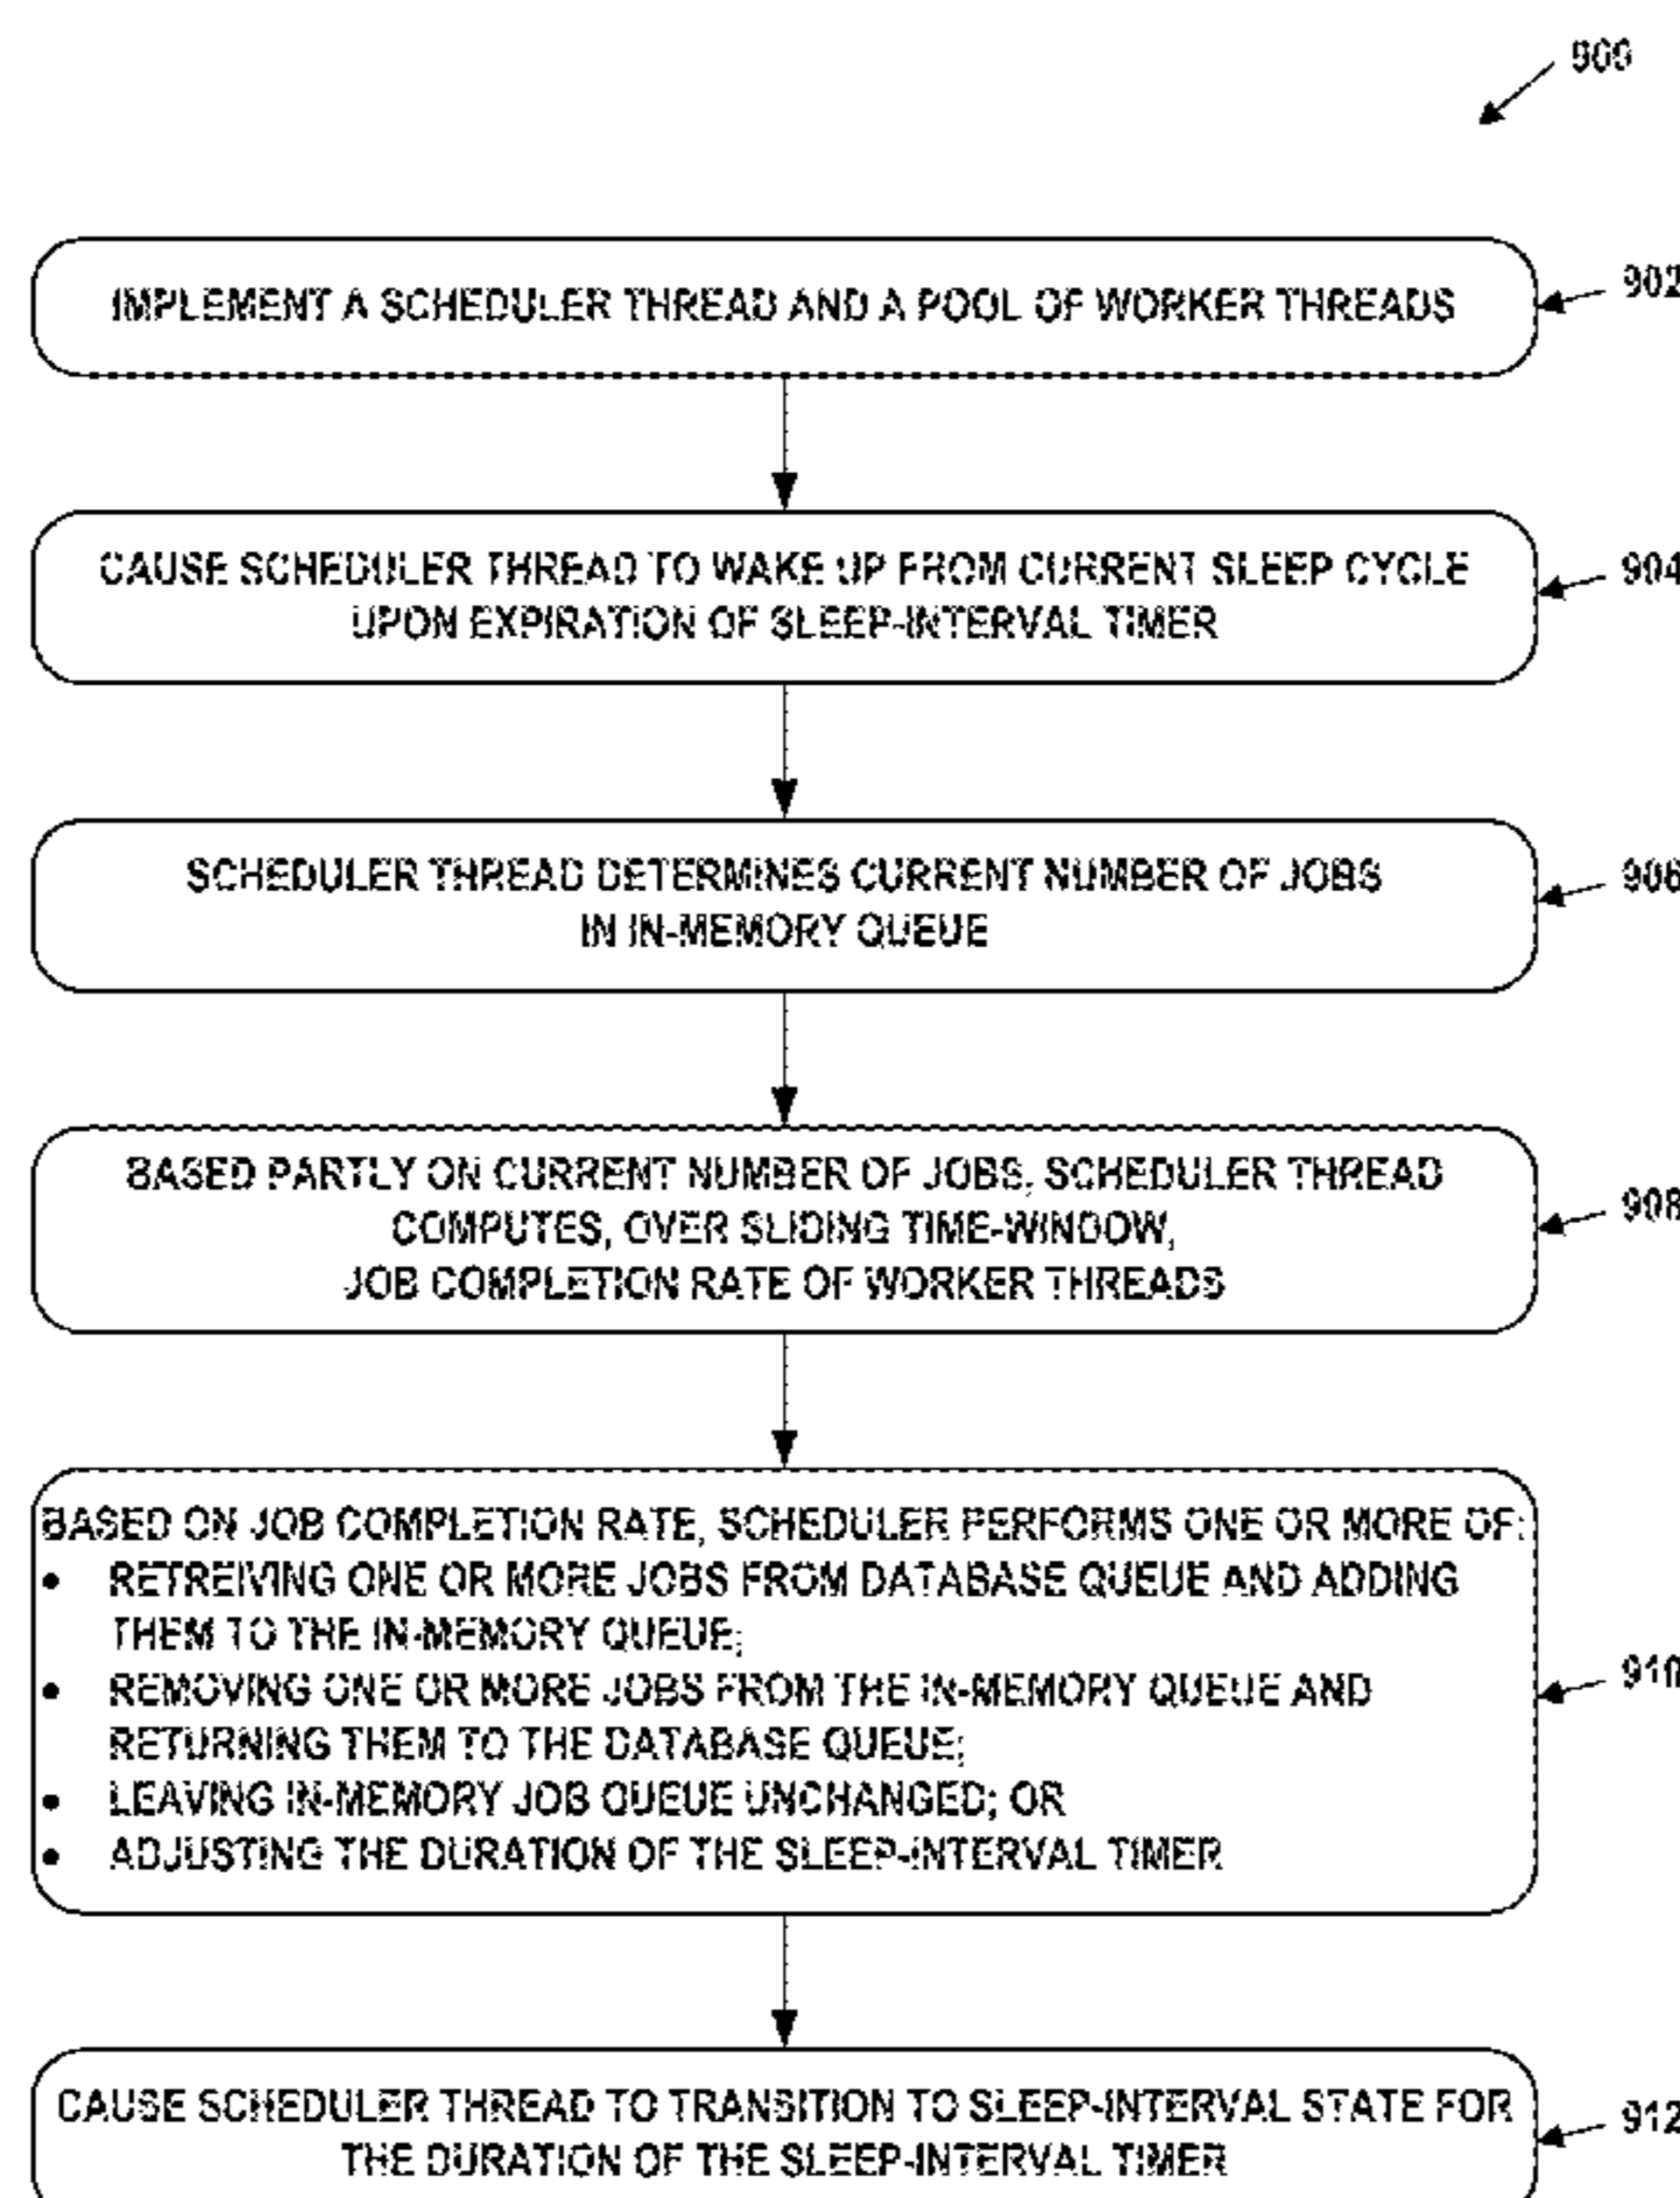 900
IMPLEMENT A SCHEDULER THREAD AND A POOL OF WORKER THREADS
902
CAUSE SCHEDULER THREAD TO WAKE UP FROM CURRENT SLEEP CYCLE
UPON EXPIRATION OF SLEEP-INTERVAL TIMER
904
SCHEDULER THREAD DETERMINES CURRENT NUMBER OF JOBS
IN IN-MEMORY QUEUE
906
BASED PARTLY ON CURRENT NUMBER OF JOBS, SCHEDULER THREAD
COMPUTES, OVER SLIDING TIME-WINDOW,
JOB COMPLETION RATE OF WORKER THREADS
908
BASED ON JOB COMPLETION RATE, SCHEDULER PERFORMS ONE OR MORE OF:
• RETREIVING ONE OR MORE JOBS FROM DATABASE QUEUE AND ADDING
THEM TO THE IN-MEMORY QUEUE;
• REMOVING ONE OR MORE JOBS FROM THE IN-MEMORY QUEUE AND
RETURNING THEM TO THE DATABASE QUEUE;
• LEAVING IN-MEMORY JOB QUEUE UNCHANGED; OR
• ADJUSTING THE DURATION OF THE SLEEP-INTERVAL TIMER
910
CAUSE SCHEDULER THREAD TO TRANSITION TO SLEEP-INTERVAL STATE FOR
THE DURATION OF THE SLEEP-INTERVAL TIMER
912